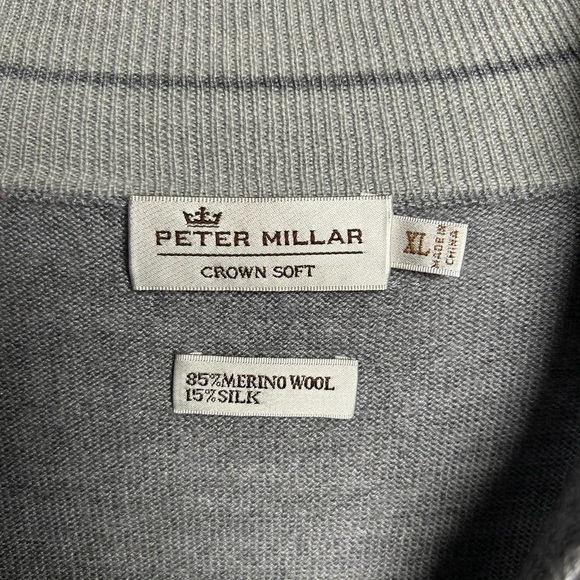 PETER MILLAR
CROWN SOFT
XL
MADE IN
CHINA
85% MERINO WOOL
15% SILK